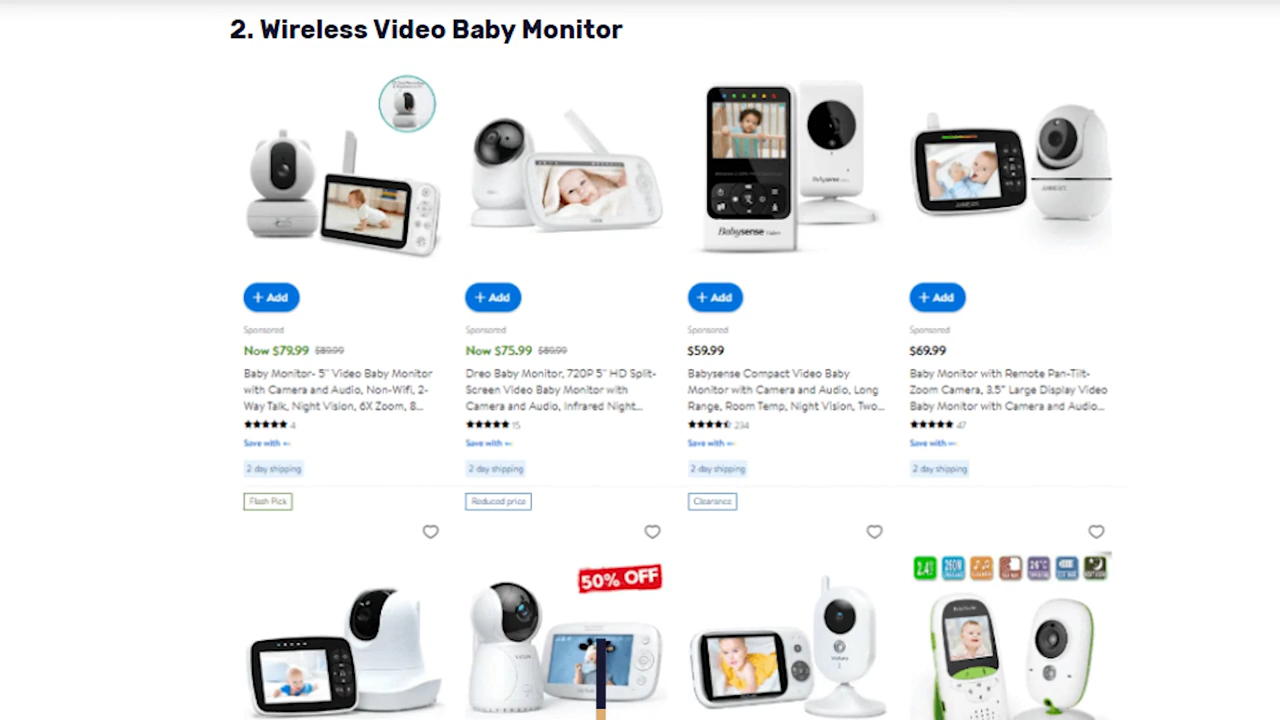 2. Wireless Video Baby Monitor
+ Add
+ Add
+ Add
+ Add
Sponsored
Sponsored
Sponsored
Sponsored
Now $79.99 $89.99
Now $75.99 $89.99
$59.99
$69.99
Baby Monitor- 5" Video Baby Monitor
with Camera and Audio, Non-Wifi, 2-
Way Talk, Night Vision, 6X Zoom, 8...
Dreo Baby Monitor, 720P 5" HD Split-
Screen Video Baby Monitor with
Camera and Audio, Infrared Night...
Babysense Compact Video Baby
Monitor with Camera and Audio, Long
Range, Room Temp, Night Vision, Two...
Baby Monitor with Remote Pan-Tilt-
Zoom Camera, 3.5" Large Display Video
Baby Monitor with Camera and Audio...
4
15
234
47
Save with
Save with
Save with
Save with
2 day shipping
2 day shipping
2 day shipping
2 day shipping
Flash Pick
Reduced price
Clearance
Babysense
Babysense
50% OFF